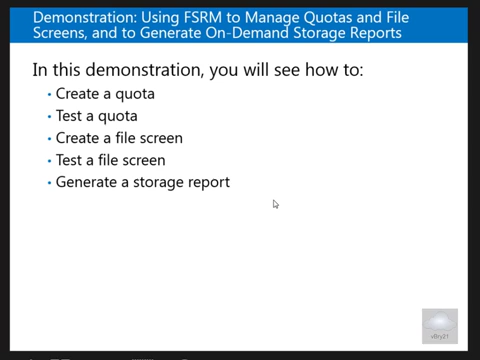 Demonstration: Using FSRM to Manage Quotas and File
Screens, and to Generate On-Demand Storage Reports
In this demonstration, you will see how to:
• Create a quota
• Test a quota
• Create a file screen
• Test a file screen
• Generate a storage report
vBry21